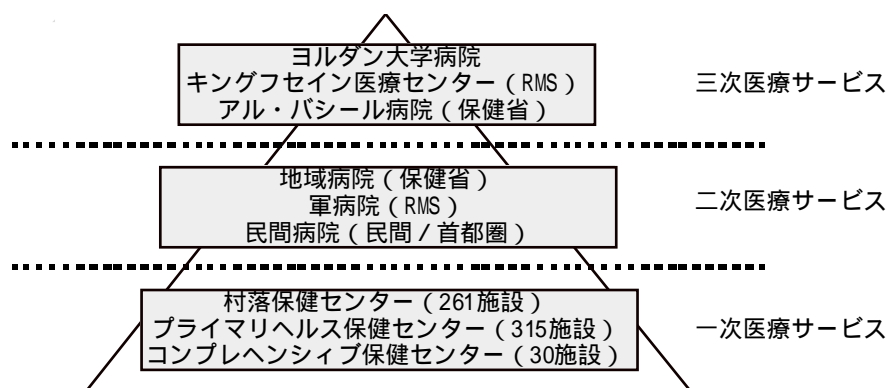 ヨルダン大学病院
キングフセイン医療センター（RMS）
アル・バシール病院（保健省）
三次医療サービス
地域病院（保健省）
軍病院（RMS）
民間病院（民間／首都圏）
二次医療サービス
村落保健センター（261施設）
プライマリヘルス保健センター（315施設）
コンプレヘンシィブ保健センター（30施設）
一次医療サービス